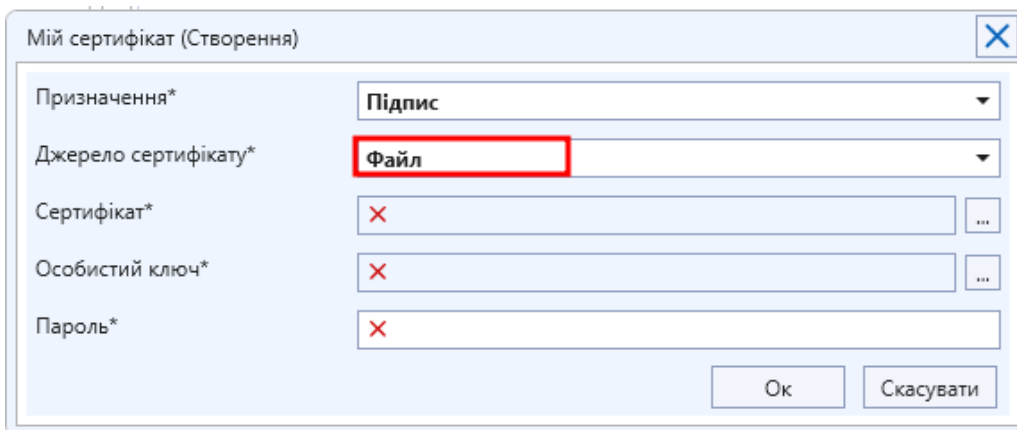 Мій сертифікат (Створення)
Призначення* Підпис
Джерело сертифікату* Файл
Сертифікат* ...
Особистий ключ* ...
Пароль*
Ок Скасувати